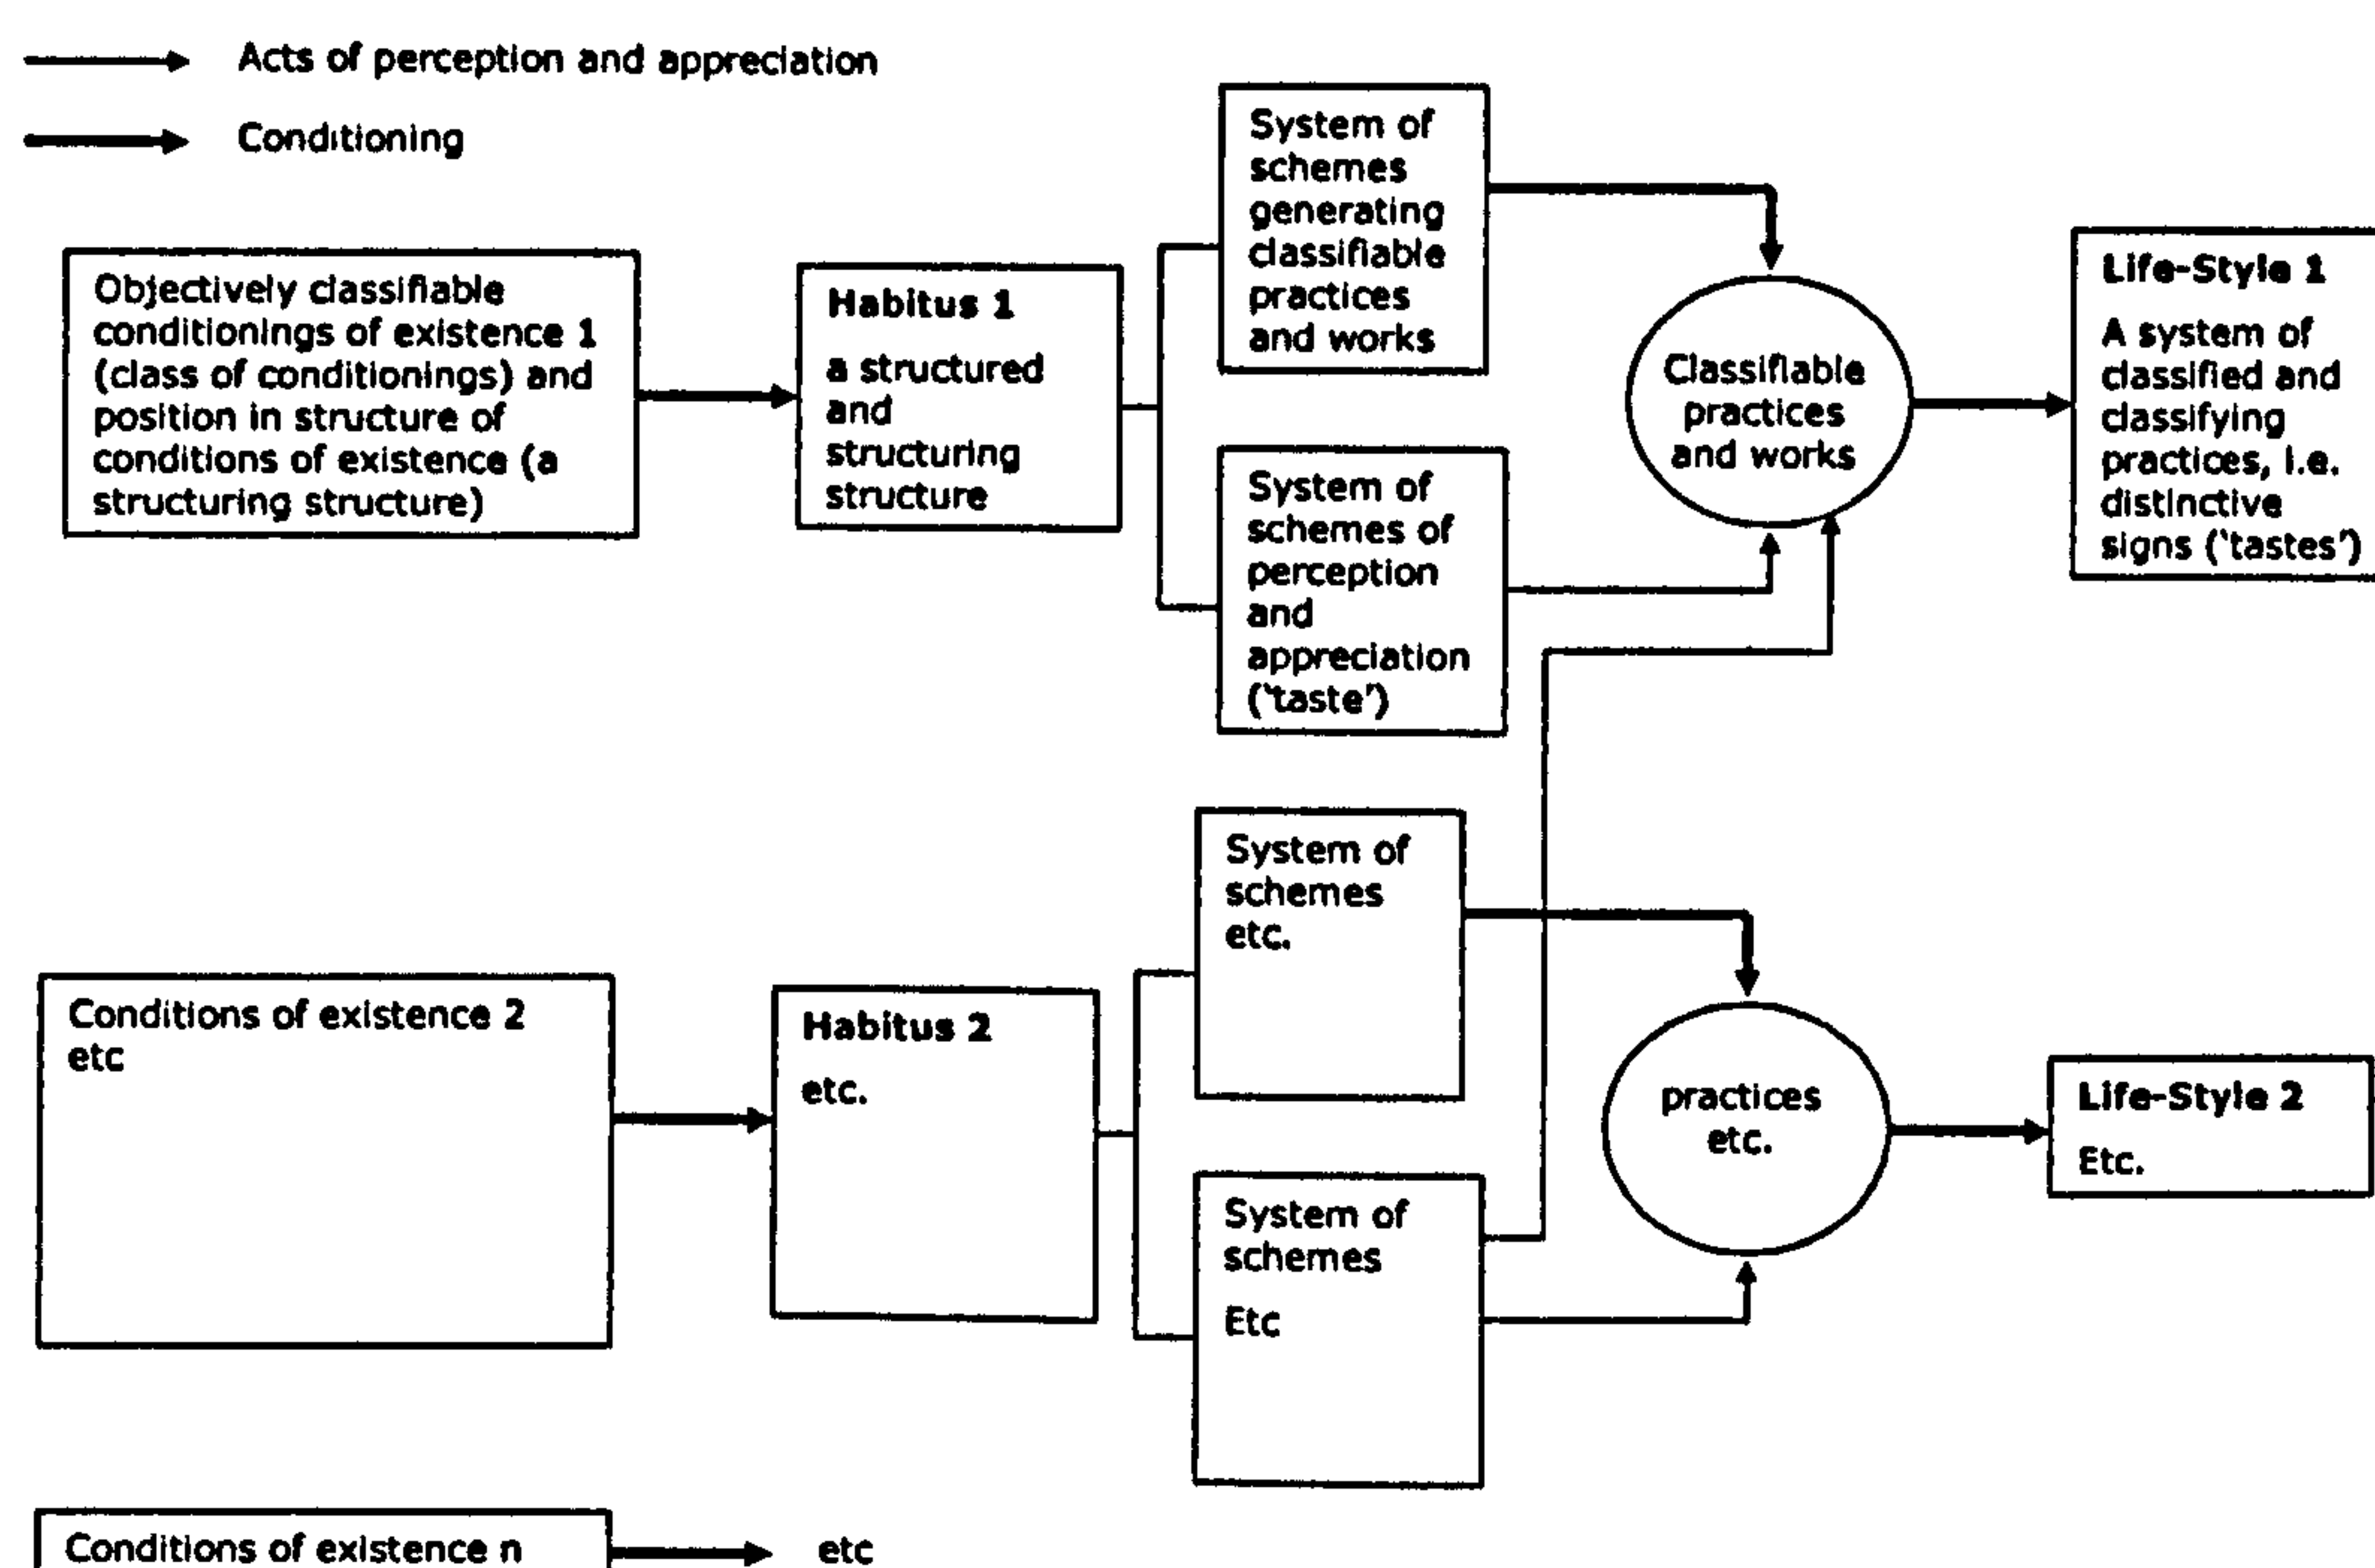 Acts of perception and appreciation
Conditioning
Objectively classifiable
conditionings of existence 1
(class of conditionings) and
position in structure of
conditions of existence (a
structuring structure)
Habitus 1
a structured
and
structuring
structure
System of
schemes
generating
classifiable
practices
and works
System of
schemes of
perception
and
appreciation
(‘taste’)
Classifiable
practices
and works
Life-Style 1
A system of
classified and
classifying
practices, i.e.
distinctive
signs (‘tastes’)
Conditions of existence 2
etc
Habitus 2
etc.
System of
schemes
etc.
System of
schemes
Etc
practices
etc.
Life-Style 2
Etc.
Conditions of existence n
etc